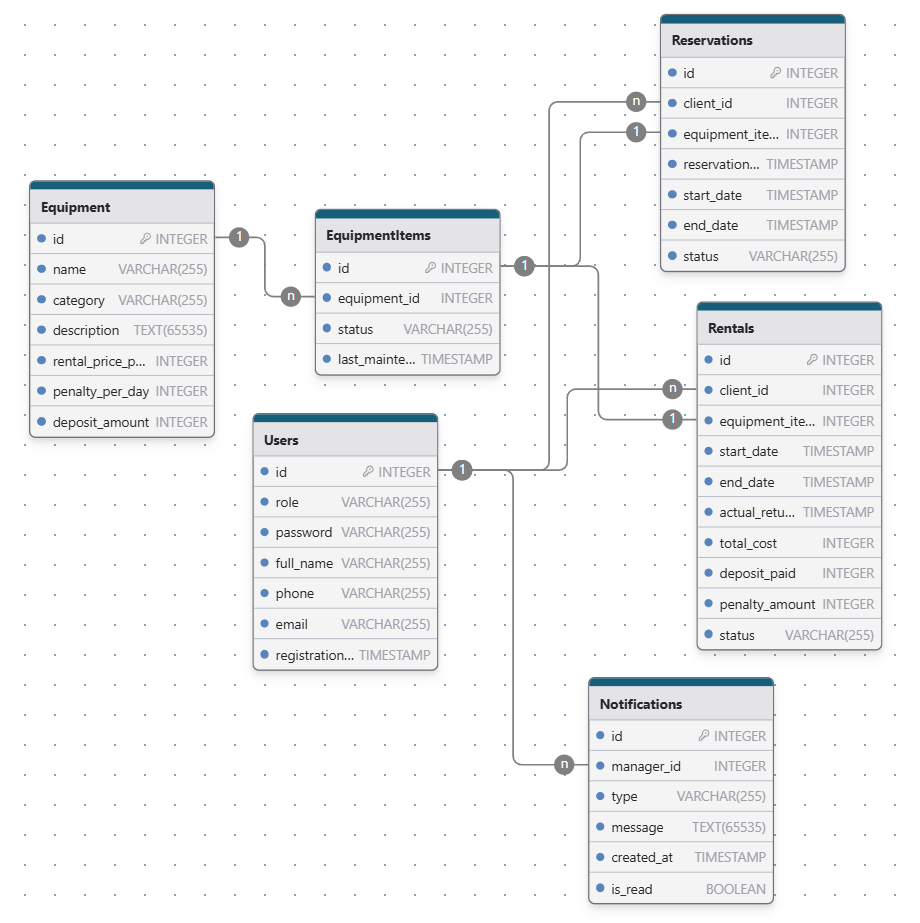 Reservations
id INTEGER
client_id INTEGER
equipment_ite... INTEGER
reservation... TIMESTAMP
start_date TIMESTAMP
end_date TIMESTAMP
status VARCHAR(255)
Equipment
id INTEGER
name VARCHAR(255)
category VARCHAR(255)
description TEXT(65535)
rental_price_p... INTEGER
penalty_per_day INTEGER
deposit_amount INTEGER
EquipmentItems
id INTEGER
equipment_id INTEGER
status VARCHAR(255)
last_mainte... TIMESTAMP
Rentals
id INTEGER
client_id INTEGER
equipment_ite... INTEGER
start_date TIMESTAMP
end_date TIMESTAMP
actual_retu... TIMESTAMP
total_cost INTEGER
deposit_paid INTEGER
penalty_amount INTEGER
status VARCHAR(255)
Users
id INTEGER
role VARCHAR(255)
password VARCHAR(255)
full_name VARCHAR(255)
phone VARCHAR(255)
email VARCHAR(255)
registration... TIMESTAMP
Notifications
id INTEGER
manager_id INTEGER
type VARCHAR(255)
message TEXT(65535)
created_at TIMESTAMP
is_read BOOLEAN
1
n
1
n
1
n
1
1
n